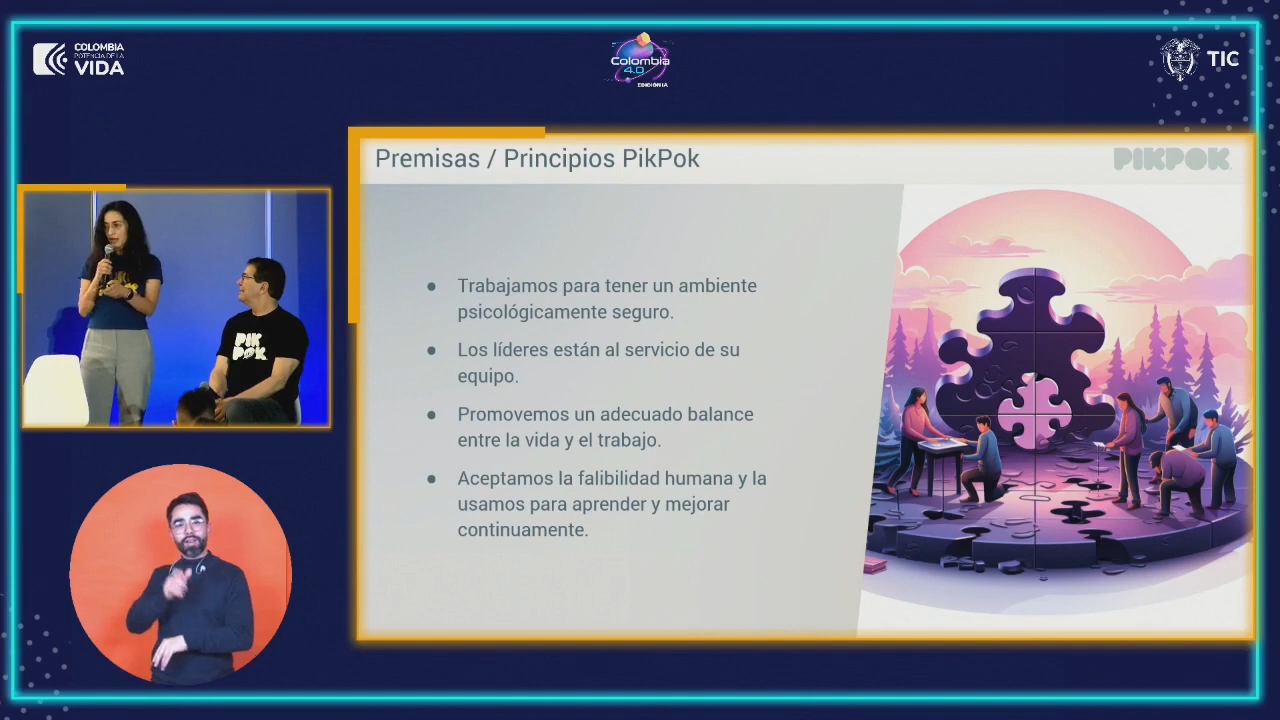 COLOMBIA
POTENCIA DE LA
VIDA
Colombia
4.0
EDICIÓN IA
TIC
Premisas / Principios PikPok
PIKPOK
● Trabajamos para tener un ambiente
psicológicamente seguro.
● Los líderes están al servicio de su
equipo.
● Promovemos un adecuado balance
entre la vida y el trabajo.
● Aceptamos la falibilidad humana y la
usamos para aprender y mejorar
continuamente.
PIK
POK